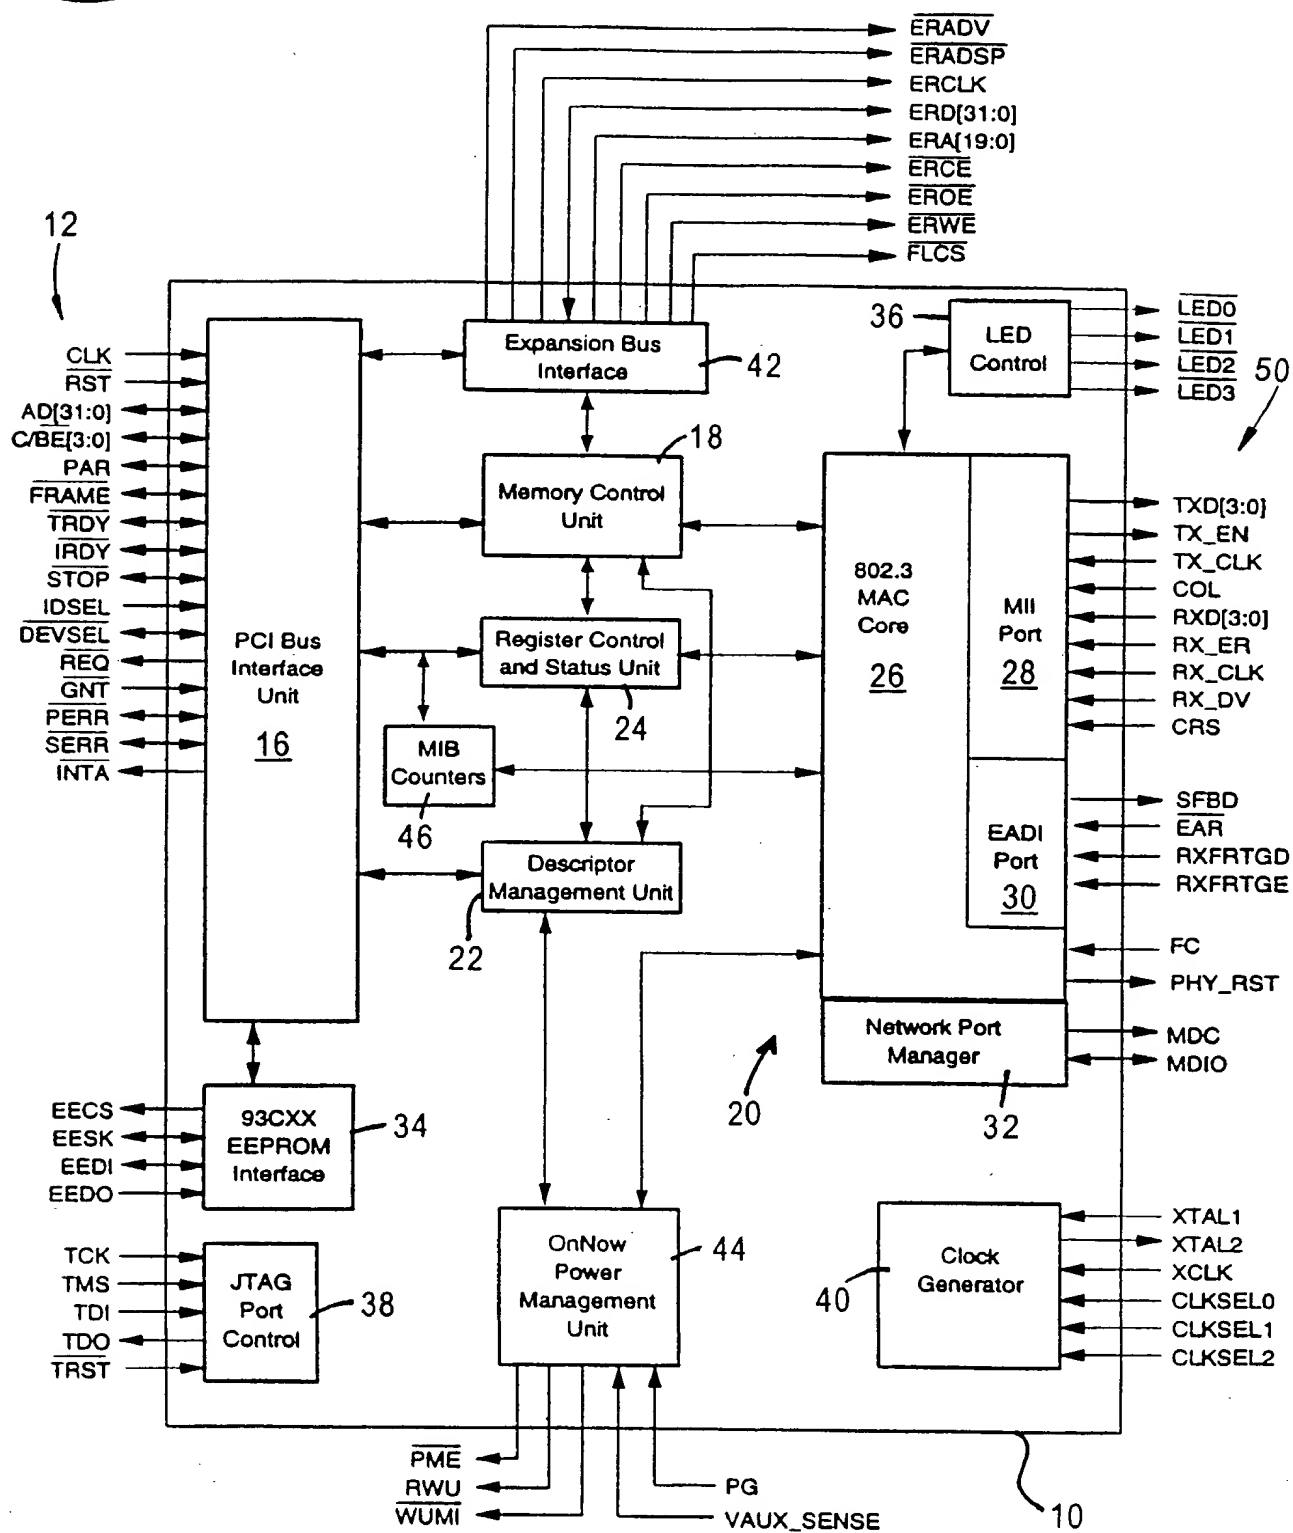 ERADV
ERADSP
ERCLK
ERD[31:0]
ERA[19:0]
ERCE
EROE
ERWE
FLCS
12
CLK
RST
AD[31:0]
C/BE[3:0]
PAR
FRAME
TRDY
IRDY
STOP
IDSEL
DEVSEL
REQ
GNT
PERR
SERR
INTA
PCI Bus
Interface
Unit
16
Expansion Bus
Interface
42
18
Memory Control
Unit
Register Control
and Status Unit
24
MIB
Counters
46
Descriptor
Management Unit
22
36
LED
Control
LED0
LED1
LED2
LED3
50
802.3
MAC
Core
26
MII
Port
28
EADI
Port
30
TXD[3:0]
TX_EN
TX_CLK
COL
RXD[3:0]
RX_ER
RX_CLK
RX_DV
CRS
SFBD
EAR
RXFRTGD
RXFRTGE
FC
PHY_RST
Network Port
Manager
32
MDC
MDIO
20
EECS
EESK
EEDI
EEDO
93CXX
EEPROM
Interface
34
TCK
TMS
TDI
TDO
TRST
JTAG
Port
Control
38
OnNow
Power
Management
Unit
44
Clock
Generator
40
XTAL1
XTAL2
XCLK
CLKSEL0
CLKSEL1
CLKSEL2
PME
RWU
WUMI
PG
VAUX_SENSE
10